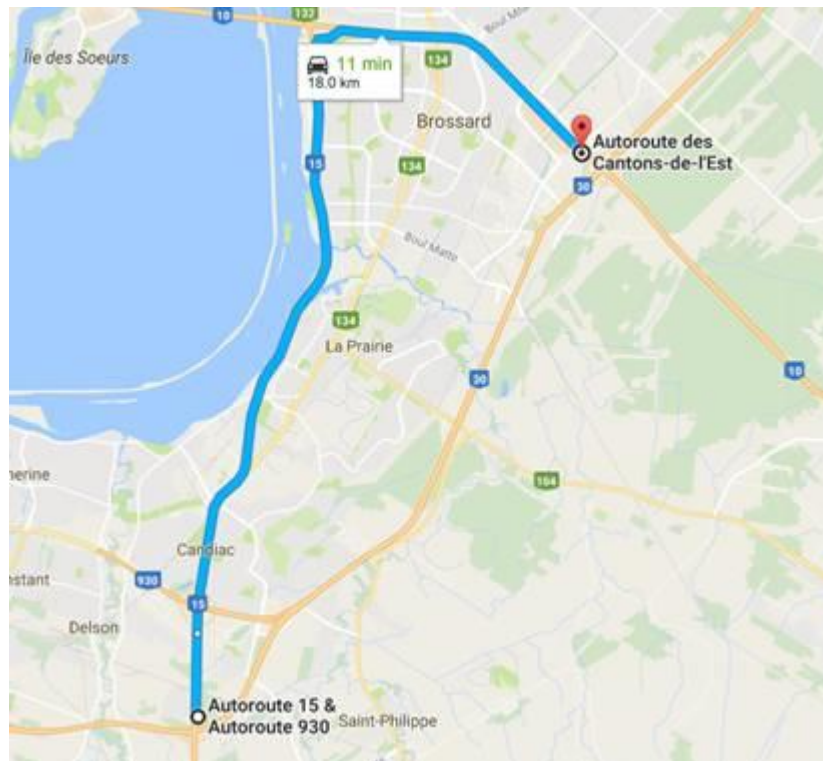 10
132
Île des Soeurs
11 min
18.0 km
134
Brossard
Autoroute des
Cantons-de-l'Est
15
134
30
Boul Matte
134
La Prairie
10
30
104
Candiac
930
15
Delson
Autoroute 15 &
Autoroute 930
Saint-Philippe